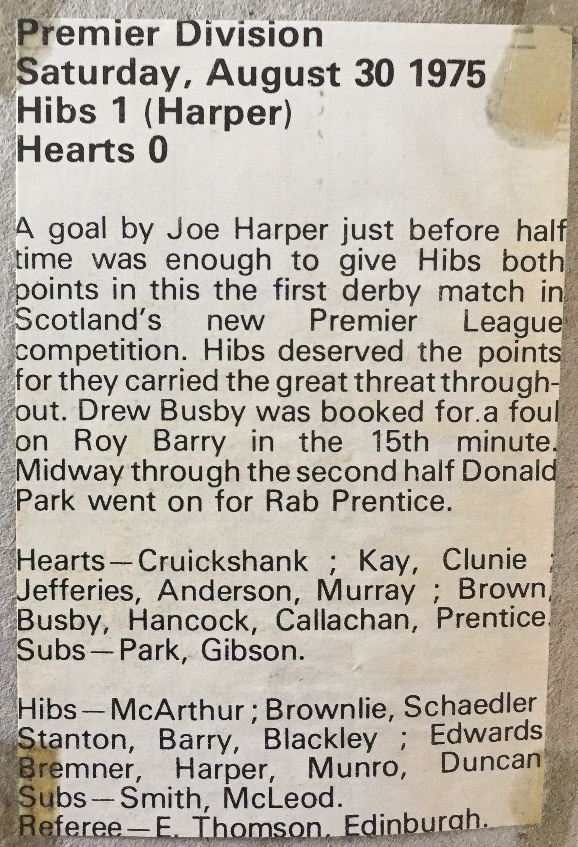 Premier Division
Saturday, August 30 1975
Hibs 1 (Harper)
Hearts 0
A goal by Joe Harper just before half
time was enough to give Hibs both
points in this the first derby match in
Scotland's new Premier League
competition. Hibs deserved the points
for they carried the great threat through-
out. Drew Busby was booked for.a foul
on Roy Barry in the 15th minute.
Midway through the second half Donald
Park went on for Rab Prentice.
Hearts—Cruickshank ; Kay, Clunie ;
Jefferies, Anderson, Murray ; Brown,
Busby, Hancock, Callachan, Prentice.
Subs—Park, Gibson.
Hibs—McArthur ; Brownlie, Schaedler
Stanton, Barry, Blackley ; Edwards
Bremner, Harper, Munro, Duncan
Subs—Smith, McLeod.
Referee—E. Thomson, Edinburgh.